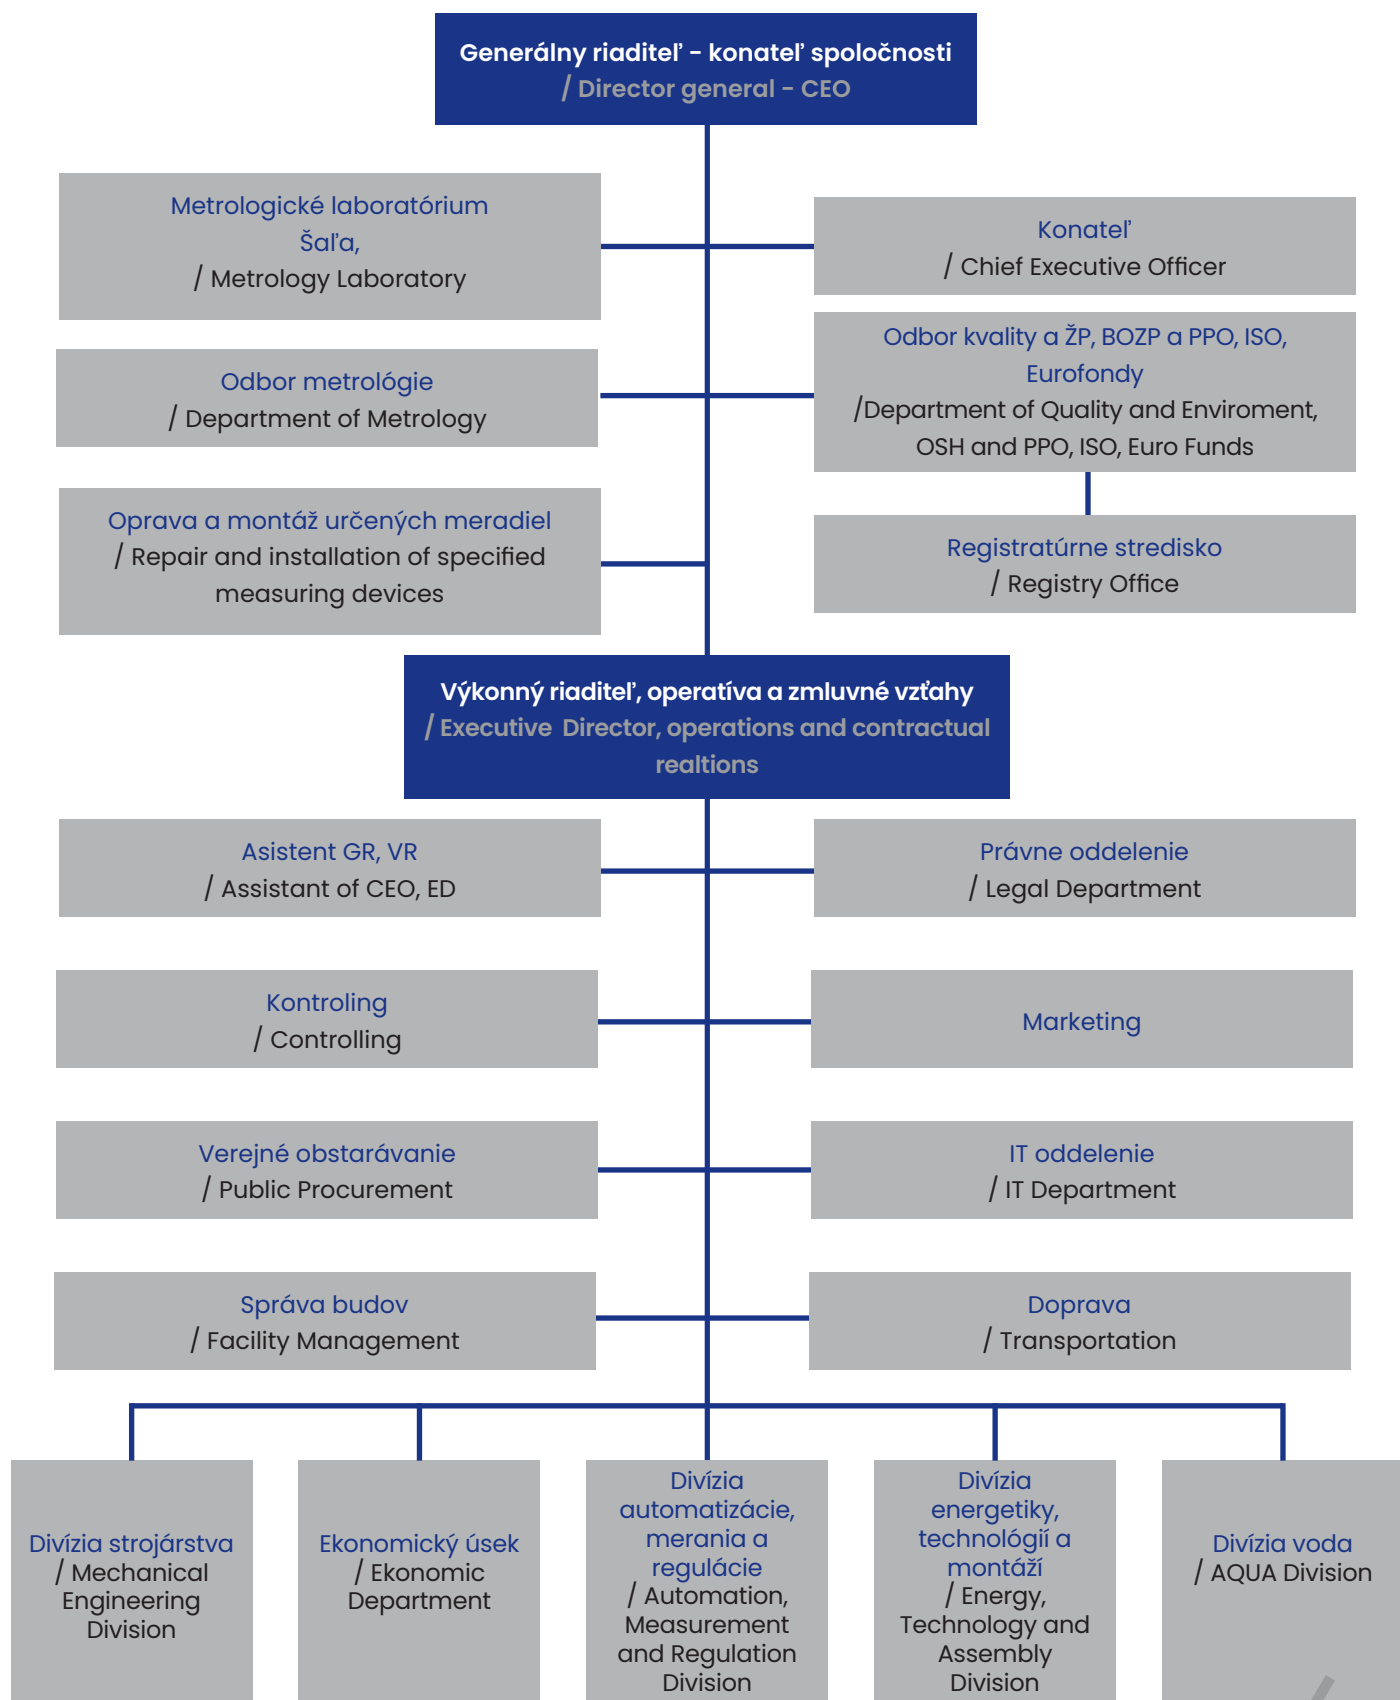 Generálny riaditeľ - konateľ spoločnosti
/ Director general - CEO
Metrologické laboratórium
Šaľa,
/ Metrology Laboratory
Konateľ
/ Chief Executive Officer
Odbor metrológie
/ Department of Metrology
Odbor kvality a ŽP, BOZP a PPO, ISO,
Eurofondy
/Department of Quality and Enviroment,
OSH and PPO, ISO, Euro Funds
Oprava a montáž určených meradiel
/ Repair and installation of specified
measuring devices
Registratúrne stredisko
/ Registry Office
Výkonný riaditeľ, operatíva a zmluvné vzťahy
/ Executive Director, operations and contractual
realtions
Asistent GR, VR
/ Assistant of CEO, ED
Právne oddelenie
/ Legal Department
Kontroling
/ Controlling
Marketing
Verejné obstarávanie
/ Public Procurement
IT oddelenie
/ IT Department
Správa budov
/ Facility Management
Doprava
/ Transportation
Divízia strojárstva
/ Mechanical
Engineering
Division
Ekonomický úsek
/ Ekonomic
Department
Divízia
automatizácie,
merania a
regulácie
/ Automation,
Measurement
and Regulation
Division
Divízia
energetiky,
technológií a
montáží
/ Energy,
Technology and
Assembly
Division
Divízia voda
/ AQUA Division